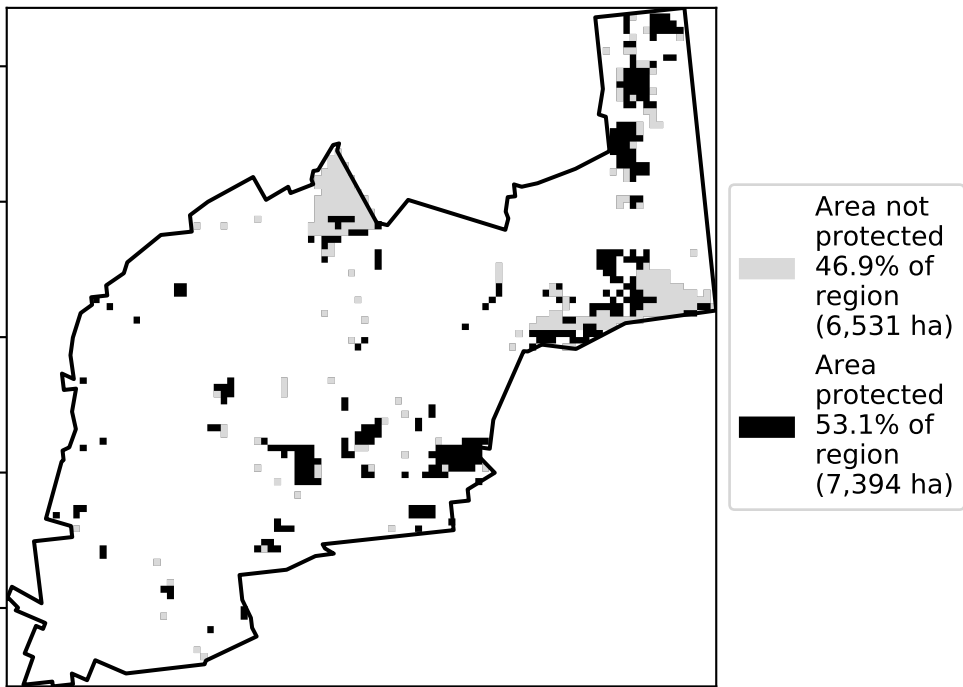 Area not
protected
46.9% of
region
(6,531 ha)
Area
protected
53.1% of
region
(7,394 ha)